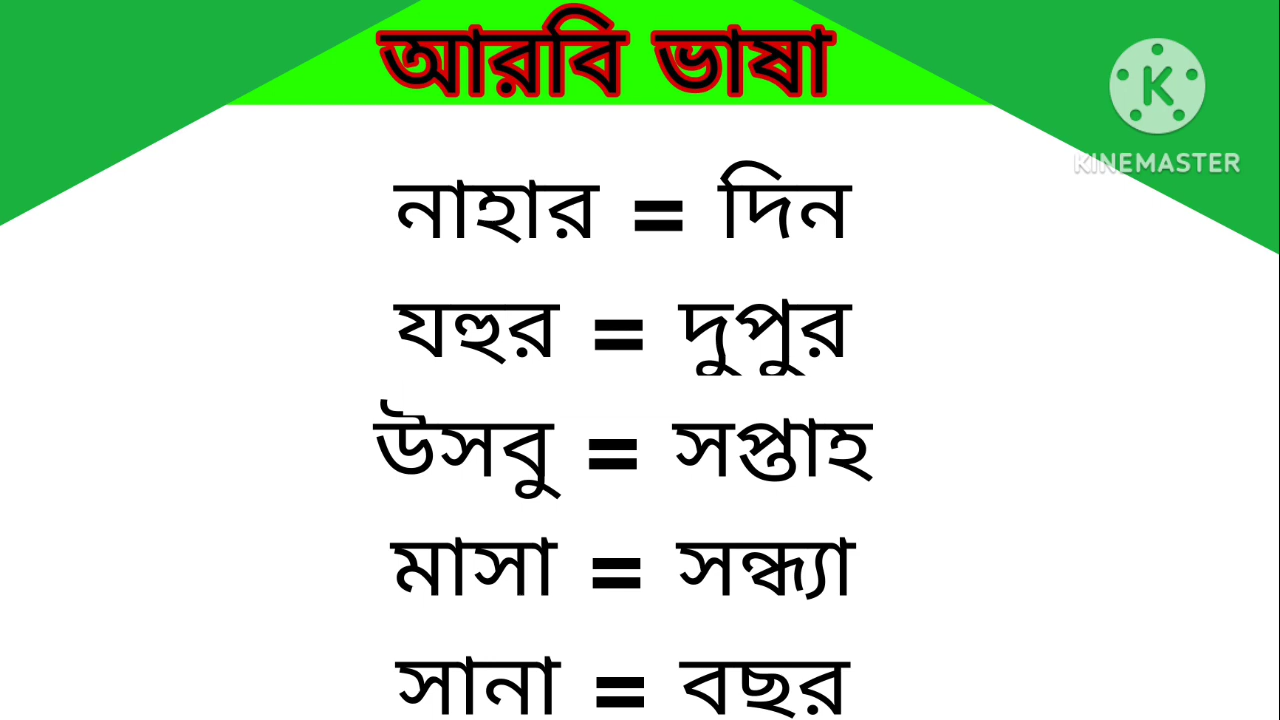 আরবি ভাষা
K
KINEMASTER
নাহার = দিন
যহুর = দুপুর
উসবু = সপ্তাহ
মাসা = সন্ধ্যা
সানা = বছর